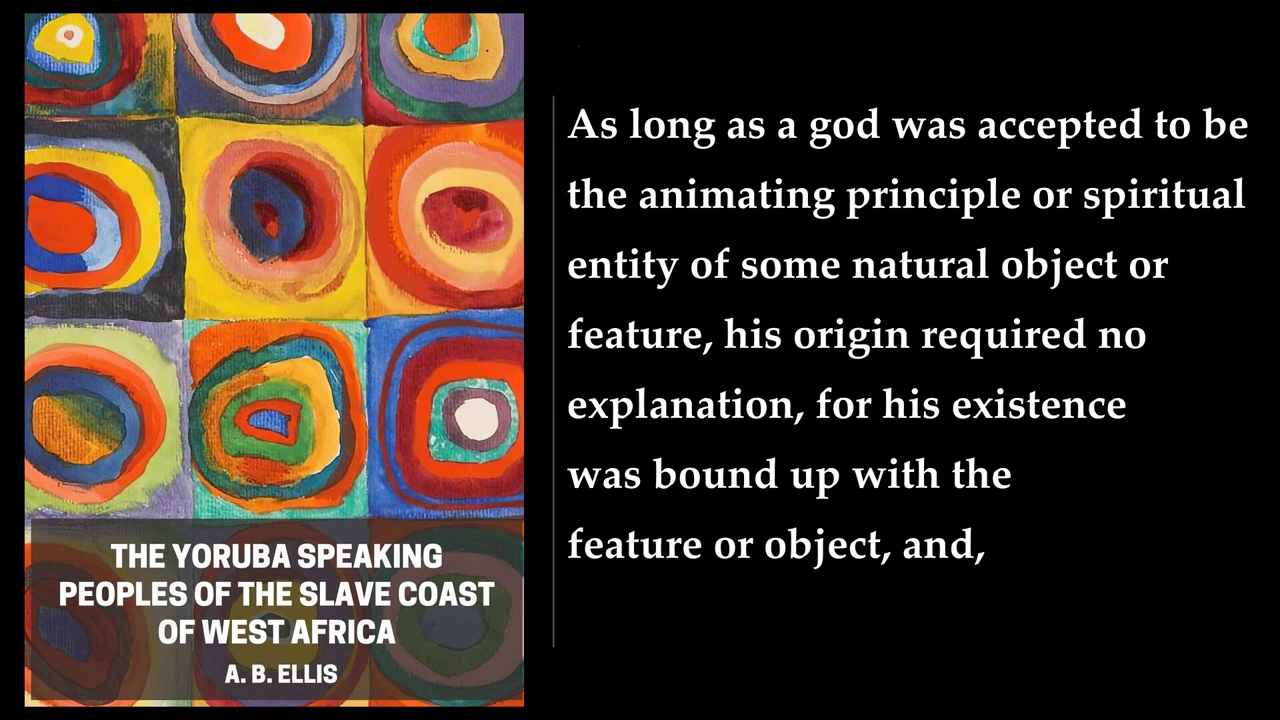 THE YORUBA SPEAKING
PEOPLES OF THE SLAVE COAST
OF WEST AFRICA
A. B. ELLIS
As long as a god was accepted to be
the animating principle or spiritual
entity of some natural object or
feature, his origin required no
explanation, for his existence
was bound up with the
feature or object, and,